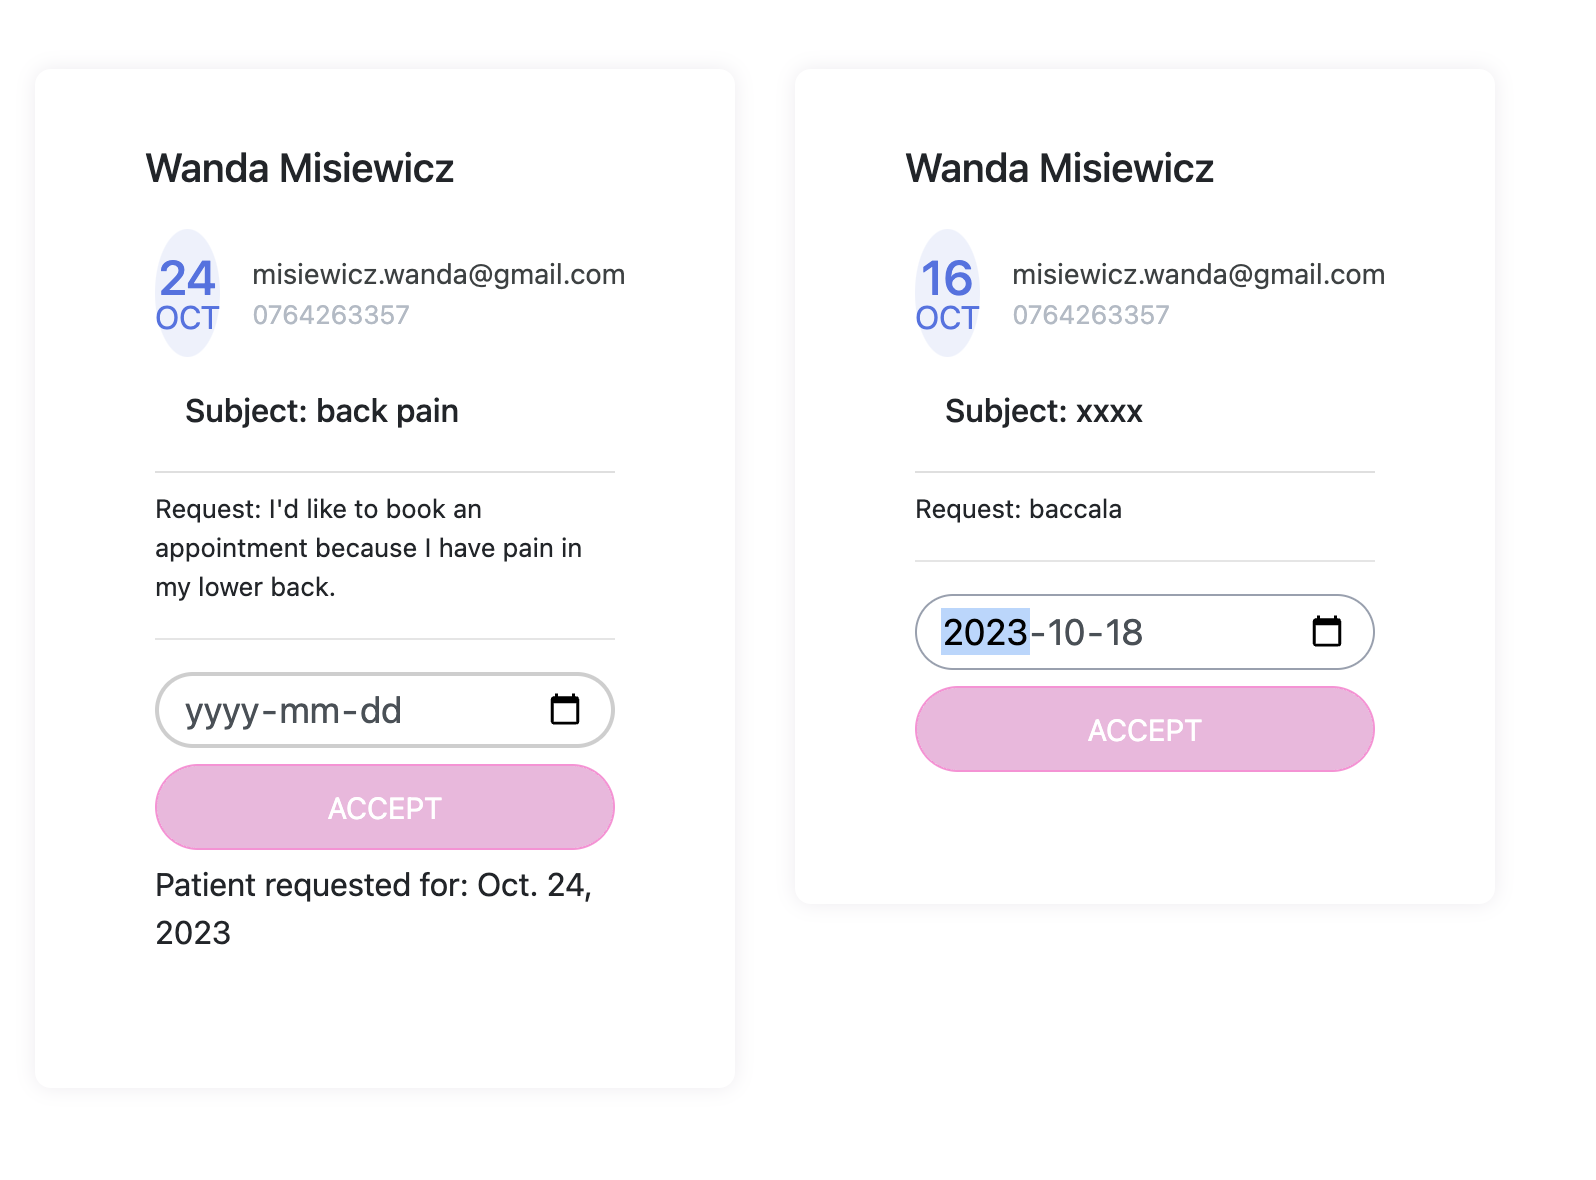 Wanda Misiewicz
24
OCT
misiewicz.wanda@gmail.com
0764263357
Subject: back pain
Request: I'd like to book an
appointment because I have pain in
my lower back.
yyyy-mm-dd
ACCEPT
Patient requested for: Oct. 24,
2023
Wanda Misiewicz
16
OCT
misiewicz.wanda@gmail.com
0764263357
Subject: xxxx
Request: baccala
2023-10-18
ACCEPT